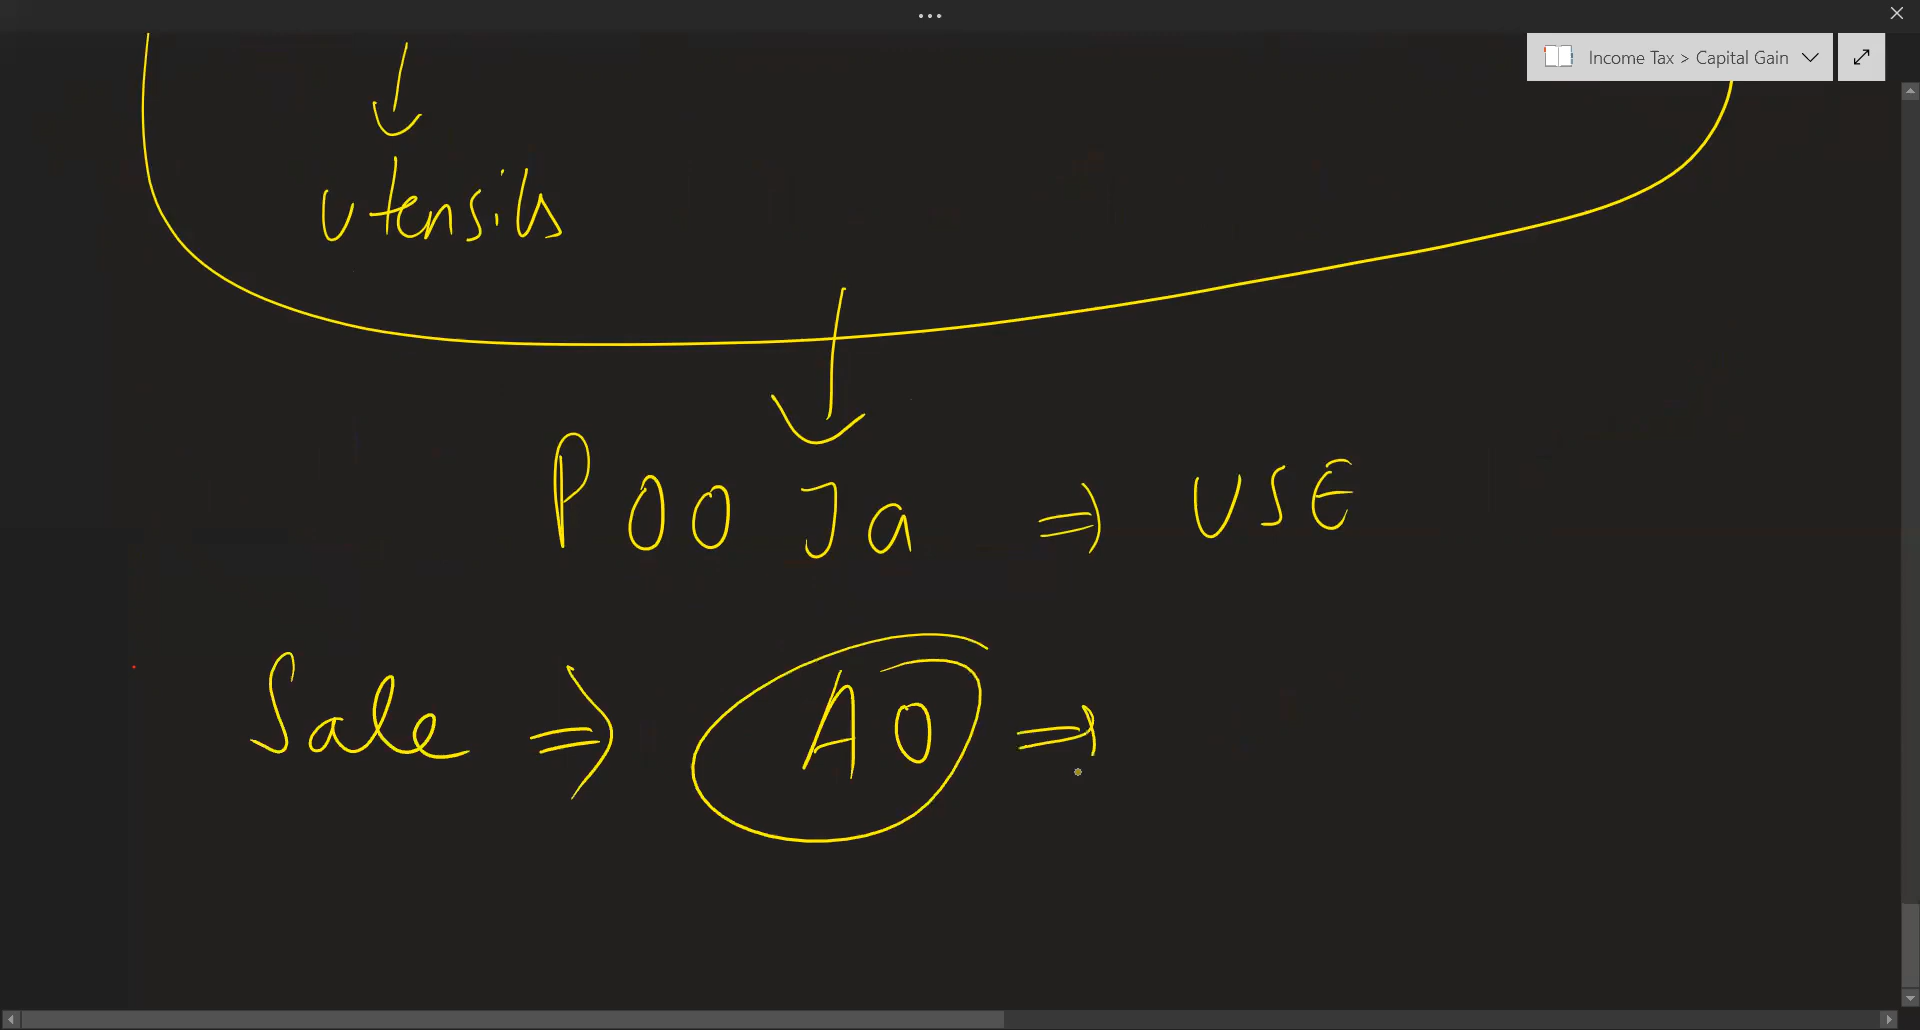 Income Tax > Capital Gain
utensils
POOJa ⇒ USE
Sale ⇒ AO ⇒